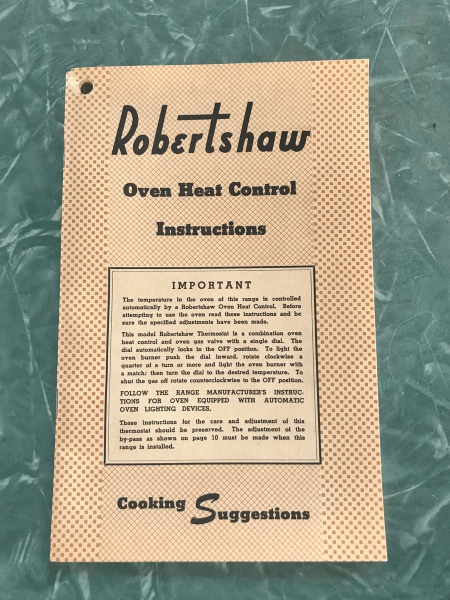 Robertshaw
Oven Heat Control
Instructions
IMPORTANT
The temperature in the oven of this range is controlled
automatically by a Robertshaw Oven Heat Control. Before
attempting to use the oven read these instructions and be
sure the specified adjustments have been made.
This model Robertshaw Thermostat is a combination oven
heat control and oven gas valve with a single dial. The
dial automatically locks in the OFF position. To light the
oven burner push the dial inward, rotate clockwise a
quarter of a turn or more and light the oven burner with
a match; then turn the dial to the desired temperature. To
shut the gas off rotate counterclockwise to the OFF position.
FOLLOW THE RANGE MANUFACTURER'S INSTRUC-
TIONS FOR OVEN EQUIPPED WITH AUTOMATIC
OVEN LIGHTING DEVICES.
These instructions for the care and adjustment of this
thermostat should be preserved. The adjustment of the
by-pass as shown on page 10 must be made when this
range is installed.
Cooking Suggestions